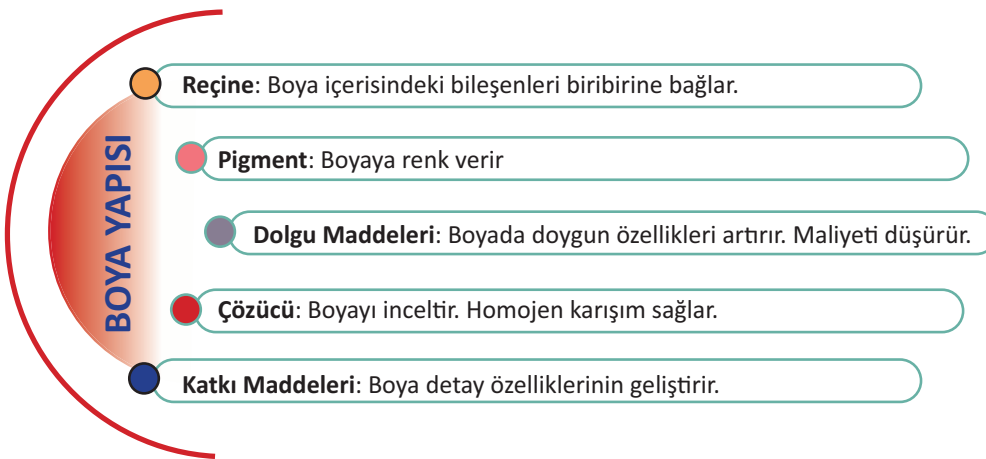 BOYA YAPISI
Reçine: Boya içerisindeki bileşenleri biribirine bağlar.
Pigment: Boyaya renk verir
Dolgu Maddeleri: Boyada doygun özellikleri artırır. Maliyeti düşürür.
Çözücü: Boyayı inceltir. Homojen karışım sağlar.
Katkı Maddeleri: Boya detay özelliklerinin geliştirir.